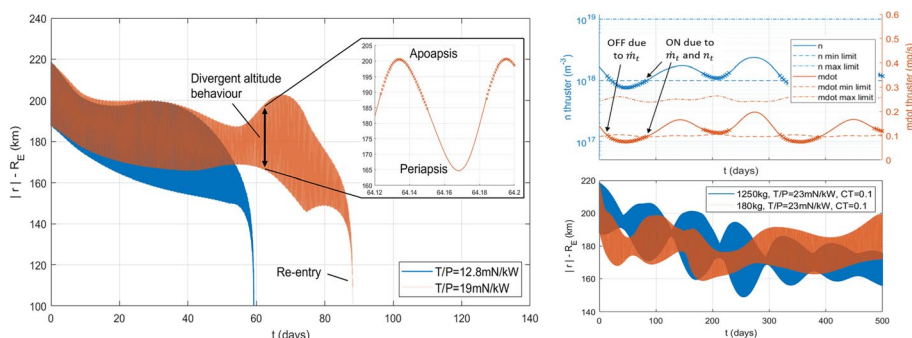 240
220
200
180
160
140
120
100
|r| - R_E (km)
0
20
40
60
80
100
120
140
t (days)
Divergent altitude
behaviour
Re-entry
T/P=12.8mN/kW
T/P=19mN/kW
Apoapsis
Periapsis
205
200
195
190
185
180
175
170
165
160
64.12
64.14
64.16
64.18
64.2
10^19
10^18
10^17
n thruster (m^-3)
OFF due
to ṁ_t
ON due to
ṁ_t and n_t
n
n min limit
n max limit
mdot
mdot min limit
mdot max limit
0.6
0.5
0.4
0.3
0.2
0.1
0
mdot thruster (mg/s)
0
100
200
300
400
500
t (days)
220
200
180
160
140
|r| - R_E (km)
1250kg, T/P=23mN/kW, CT=0.1
180kg, T/P=23mN/kW, CT=0.1
0
100
200
300
400
500
t (days)